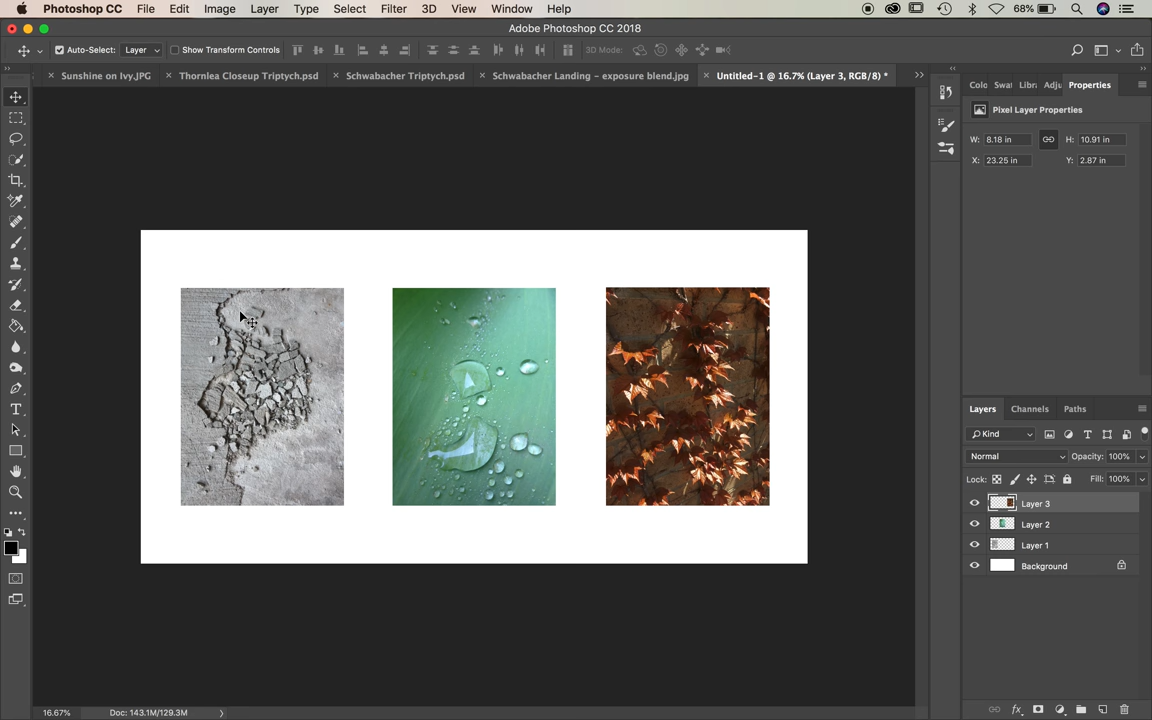 Photoshop CC File Edit Image Layer Type Select Filter 3D View Window Help 68%
Adobe Photoshop CC 2018
Auto-Select: Layer Show Transform Controls 3D Mode:
Sunshine on Ivy.JPG Thornlea Closeup Triptych.psd Schwabacher Triptych.psd Schwabacher Landing – exposure blend.jpg Untitled-1 @ 16.7% (Layer 3, RGB/8) *
Colo Swat Libra Adju Properties
Pixel Layer Properties
W: 8.18 in H: 10.91 in
X: 23.25 in Y: 2.87 in
Layers Channels Paths
Kind
Normal Opacity: 100%
Lock: Fill: 100%
Layer 3
Layer 2
Layer 1
Background
16.67% Doc: 143.1M/129.3M